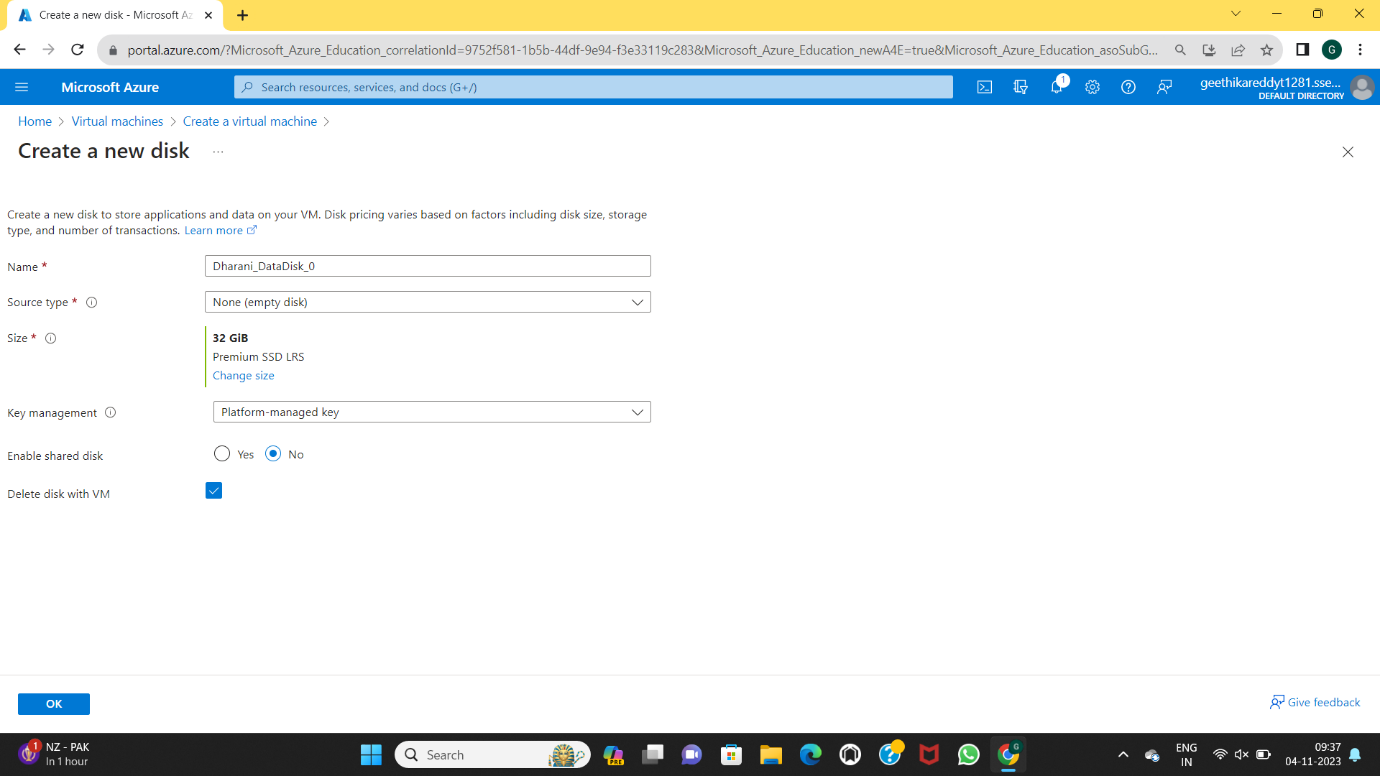 Create a new disk - Microsoft Az
portal.azure.com/?Microsoft_Azure_Education_correlationId=9752f581-1b5b-44df-9e94-f3e33119c283&Microsoft_Azure_Education_newA4E=true&Microsoft_Azure_Education_asoSubG...
G
Microsoft Azure
Search resources, services, and docs (G+/)
1
geethikareddyt1281.sse...
DEFAULT DIRECTORY
Home > Virtual machines > Create a virtual machine >
Create a new disk ...
Create a new disk to store applications and data on your VM. Disk pricing varies based on factors including disk size, storage
type, and number of transactions. Learn more
Name *
Dharani_DataDisk_0
Source type *
None (empty disk)
Size *
32 GiB
Premium SSD LRS
Change size
Key management
Platform-managed key
Enable shared disk
Yes No
Delete disk with VM
OK
Give feedback
1
NZ - PAK
In 1 hour
Search
PRE
G
ENG
IN
09:37
04-11-2023